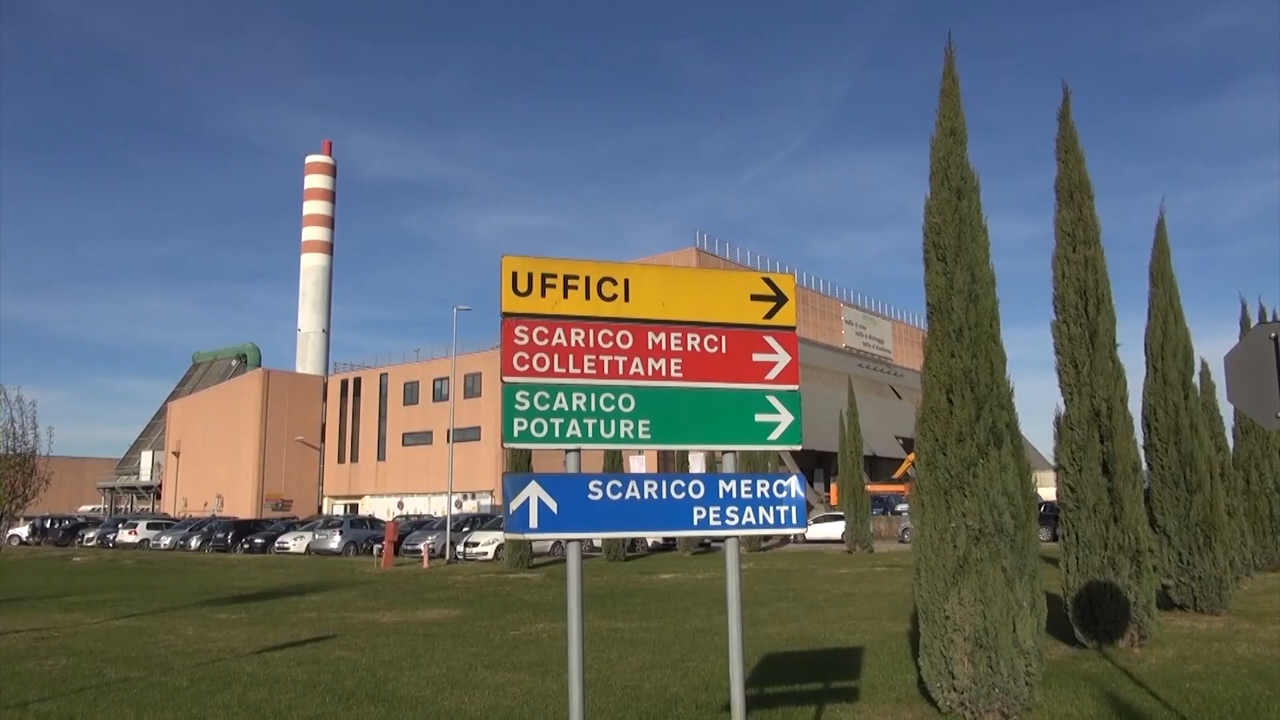 UFFICI
SCARICO MERCI
COLLETTAME
SCARICO
POTATURE
SCARICO MERCI
PESANTI